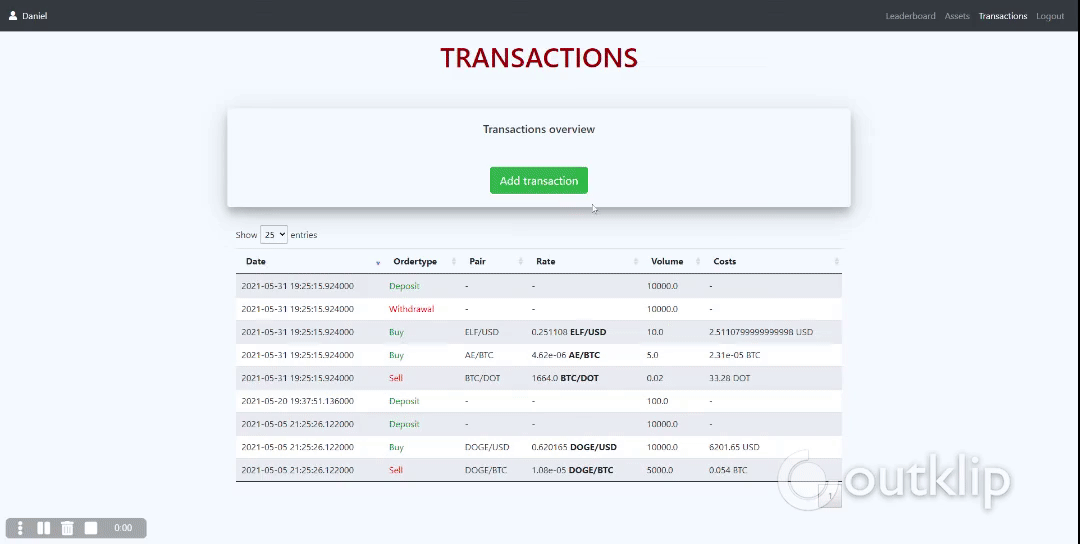 Daniel Leaderboard Assets Transactions Logout
TRANSACTIONS
Transactions overview
Add transaction
Show 25 entries
Date Ordertype Pair Rate Volume Costs
2021-05-31 19:25:15.924000 Deposit - - 10000.0 -
2021-05-31 19:25:15.924000 Withdrawal - - 10000.0 -
2021-05-31 19:25:15.924000 Buy ELF/USD 0.251108 ELF/USD 10.0 2.5110799999999998 USD
2021-05-31 19:25:15.924000 Buy AE/BTC 4.62e-06 AE/BTC 5.0 2.31e-05 BTC
2021-05-31 19:25:15.924000 Sell BTC/DOT 1664.0 BTC/DOT 0.02 33.28 DOT
2021-05-20 19:37:51.136000 Deposit - - 100.0 -
2021-05-05 21:25:26.122000 Deposit - - 10000.0 -
2021-05-05 21:25:26.122000 Buy DOGE/USD 0.620165 DOGE/USD 10000.0 6201.65 USD
2021-05-05 21:25:26.122000 Sell DOGE/BTC 1.08e-05 DOGE/BTC 5000.0 0.054 BTC
outklip
1
0:00